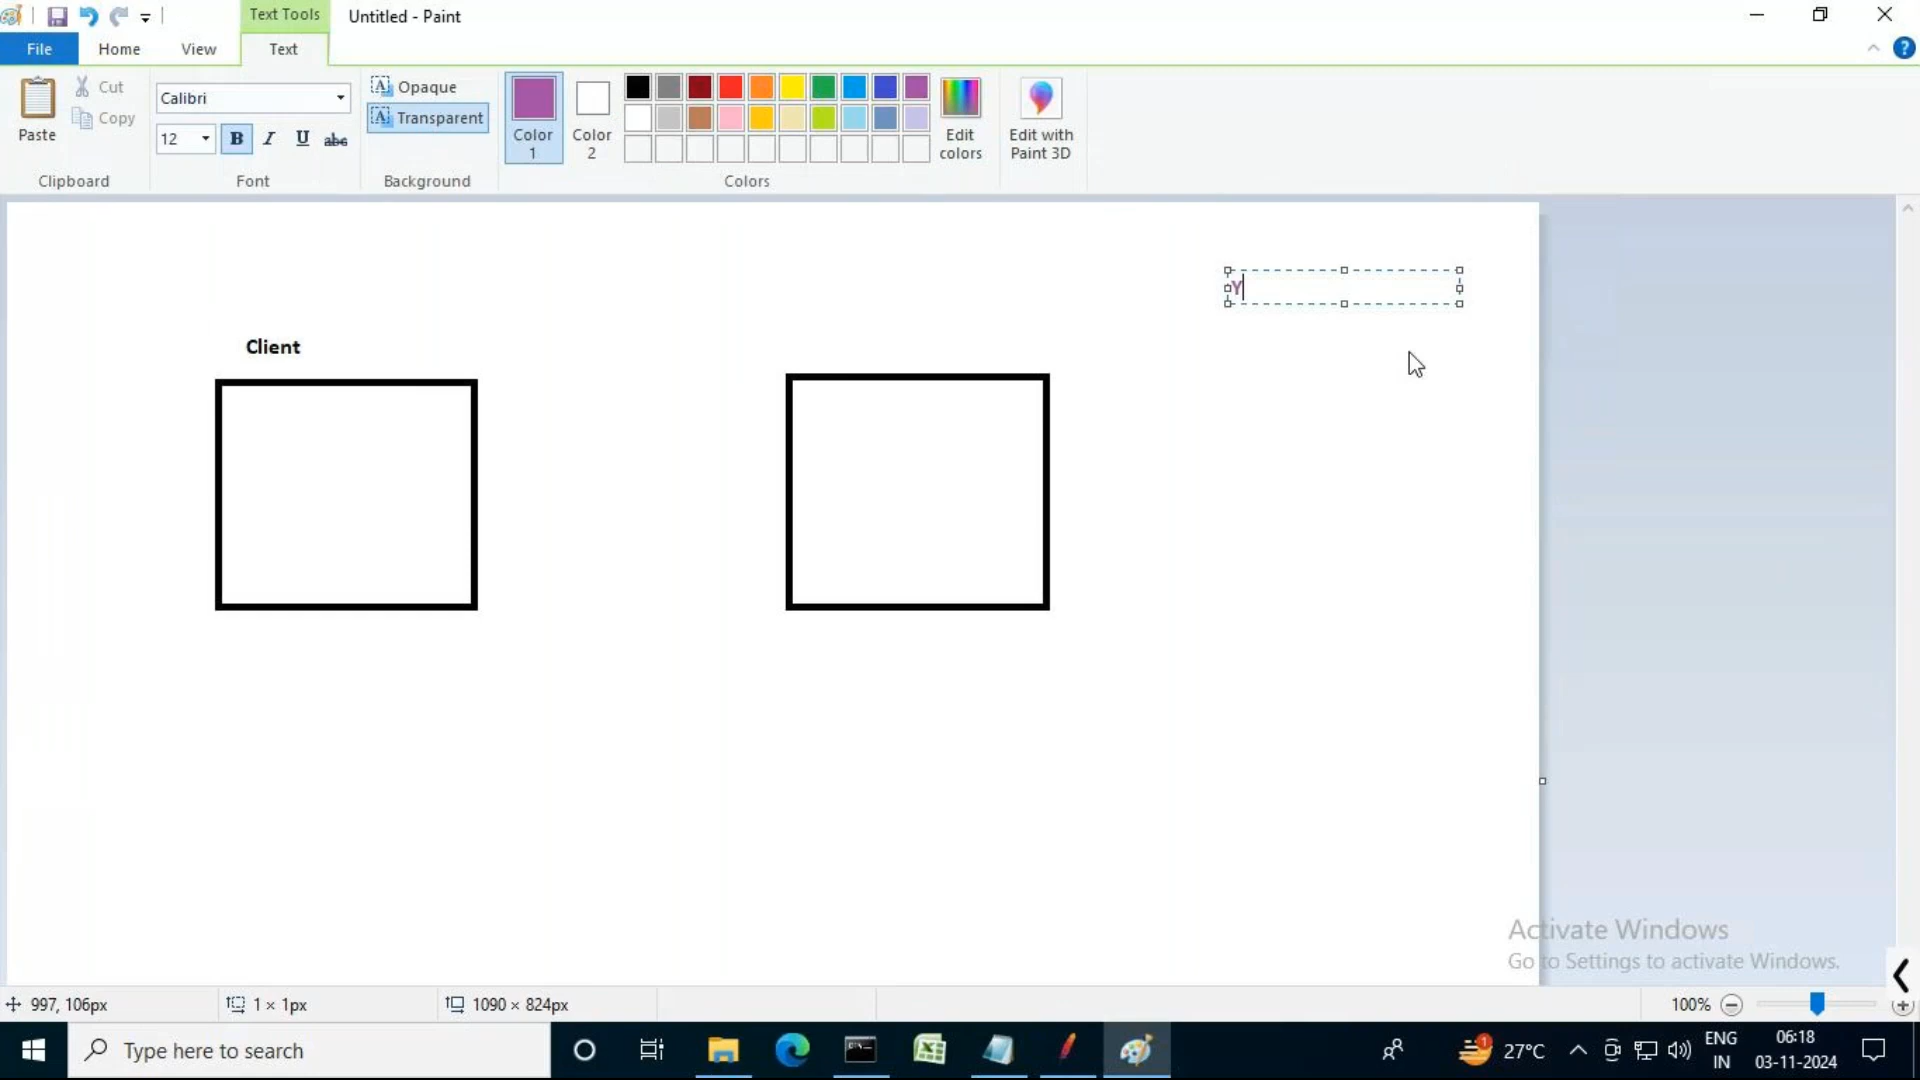 Text Tools
Untitled - Paint
File
Home
View
Text
Paste
Cut
Copy
Clipboard
Calibri
12
B
I
U
abc
Font
A Opaque
A Transparent
Background
Color 1
Color 2
Colors
Edit colors
Edit with Paint 3D
Y
Client
Activate Windows
Go to Settings to activate Windows.
997, 106px
1 × 1px
1090 × 824px
100%
Type here to search
1
27°C
ENG
IN
06:18
03-11-2024